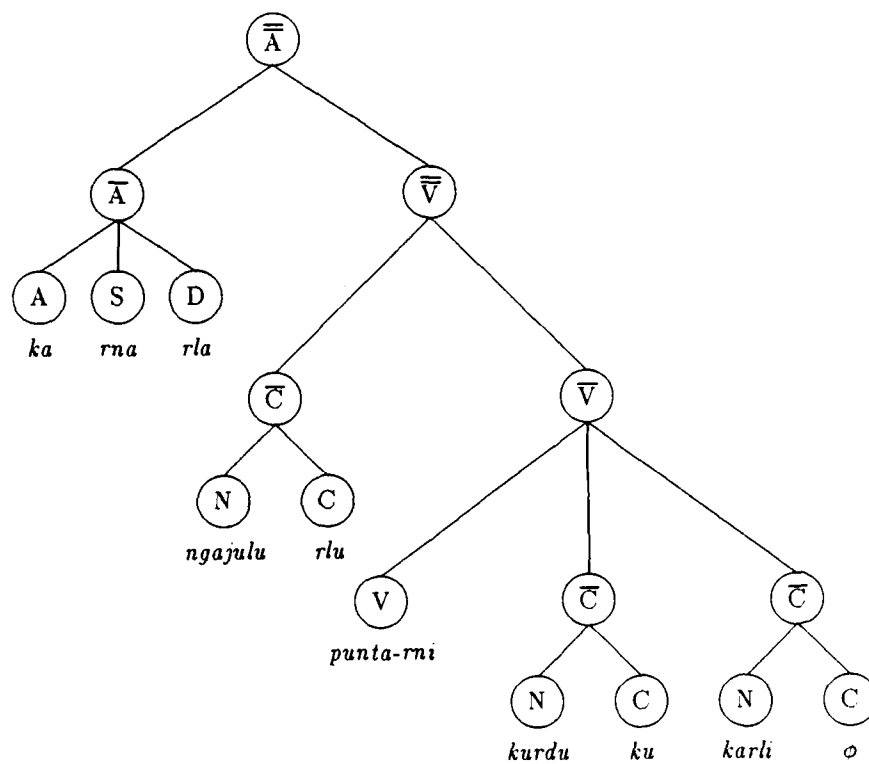 A̿
A̅ V̿
A S D
ka rna rla
C̅ V̅
N C
ngajulu rlu
V C̅ C̅
punta-rni
N C N C
kurdu ku karli ϕ